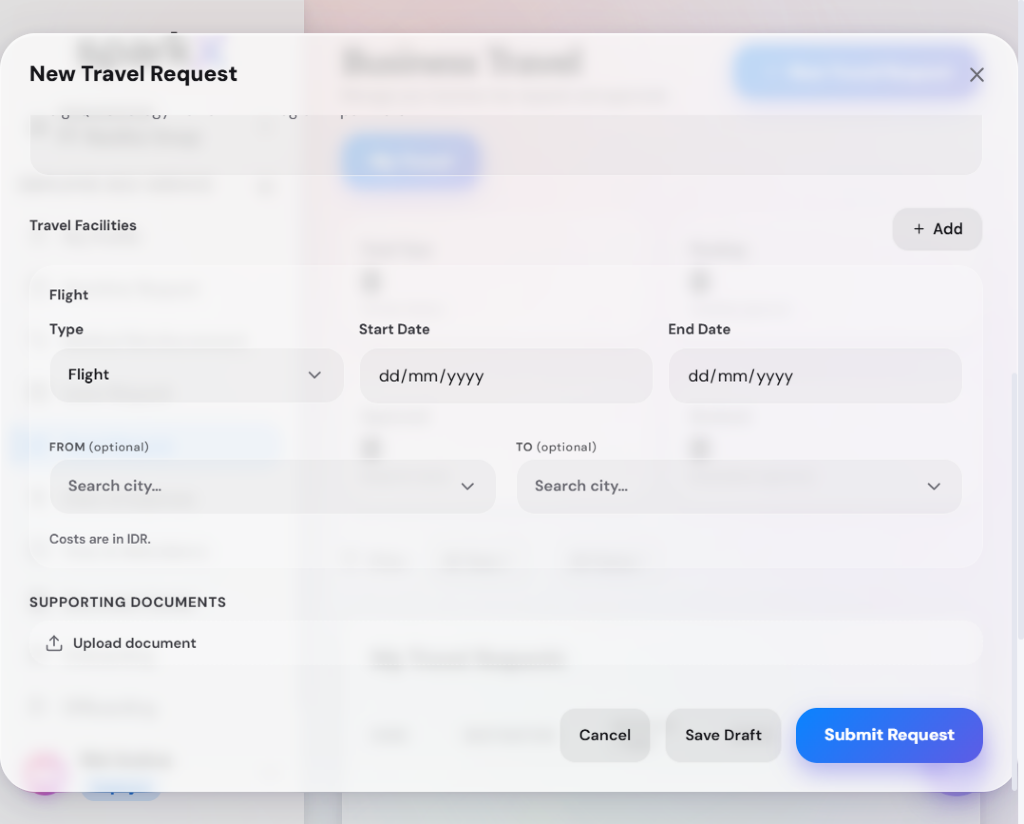 New Travel Request
Travel Facilities
+ Add
Flight
Type
Start Date
End Date
Flight
dd/mm/yyyy
dd/mm/yyyy
FROM (optional)
TO (optional)
Search city...
Search city...
Costs are in IDR.
SUPPORTING DOCUMENTS
Upload document
Cancel
Save Draft
Submit Request